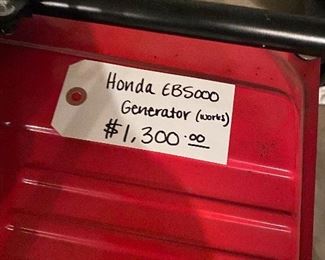 Honda EB5000
Generator (works)
$1,300.00